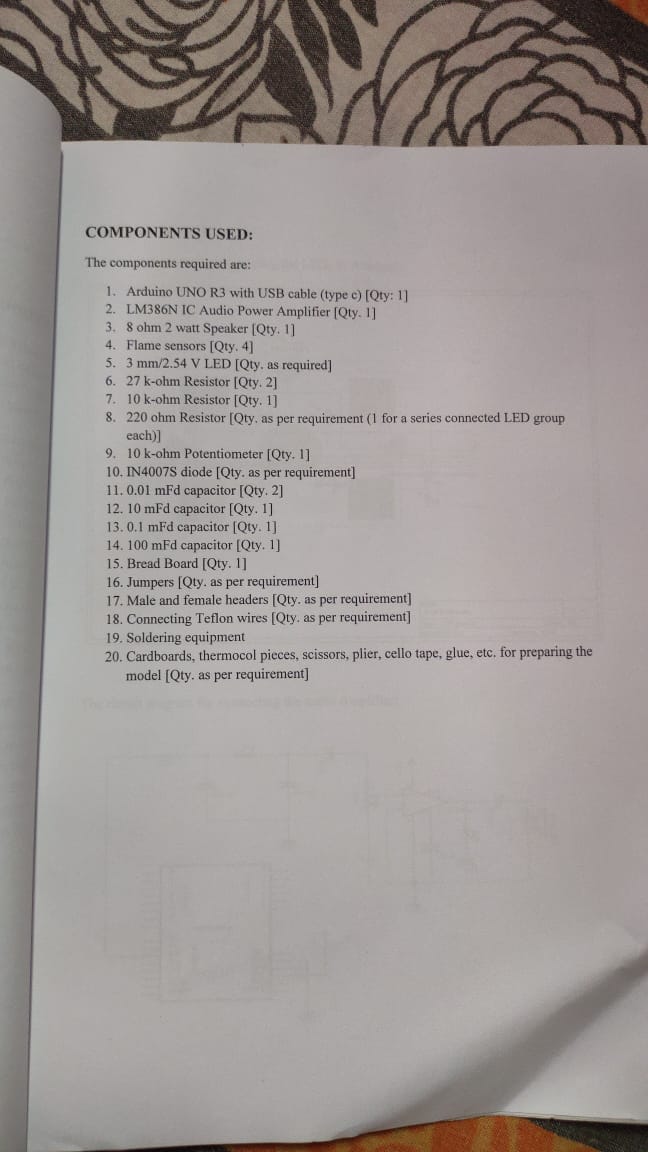 COMPONENTS USED:
The components required are:
1. Arduino UNO R3 with USB cable (type c) [Qty: 1]
2. LM386N IC Audio Power Amplifier [Qty. 1]
3. 8 ohm 2 watt Speaker [Qty. 1]
4. Flame sensors [Qty. 4]
5. 3 mm/2.54 V LED [Qty. as required]
6. 27 k-ohm Resistor [Qty. 2]
7. 10 k-ohm Resistor [Qty. 1]
8. 220 ohm Resistor [Qty. as per requirement (1 for a series connected LED group
each)]
9. 10 k-ohm Potentiometer [Qty. 1]
10. IN4007S diode [Qty. as per requirement]
11. 0.01 mFd capacitor [Qty. 2]
12. 10 mFd capacitor [Qty. 1]
13. 0.1 mFd capacitor [Qty. 1]
14. 100 mFd capacitor [Qty. 1]
15. Bread Board [Qty. 1]
16. Jumpers [Qty. as per requirement]
17. Male and female headers [Qty. as per requirement]
18. Connecting Teflon wires [Qty. as per requirement]
19. Soldering equipment
20. Cardboards, thermocol pieces, scissors, plier, cello tape, glue, etc. for preparing the
model [Qty. as per requirement]